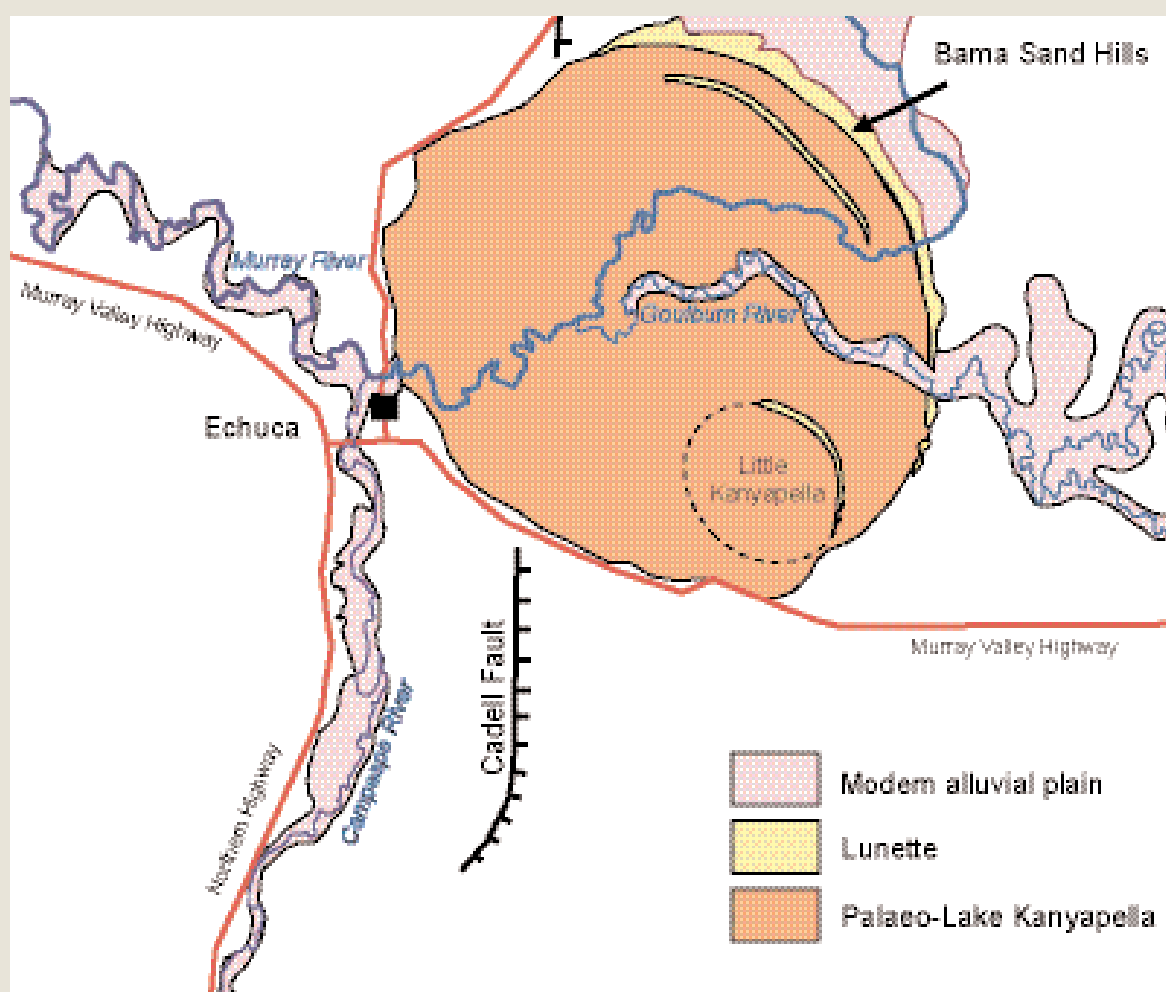 Bama Sand Hills
Murray River
Murray Valley Highway
Goulburn River
Echuca
Little
Kanyapella
Cadell Fault
Murray Valley Highway
Campaspe River
Northern Highway
Modern alluvial plain
Lunette
Palaeo-Lake Kanyapella